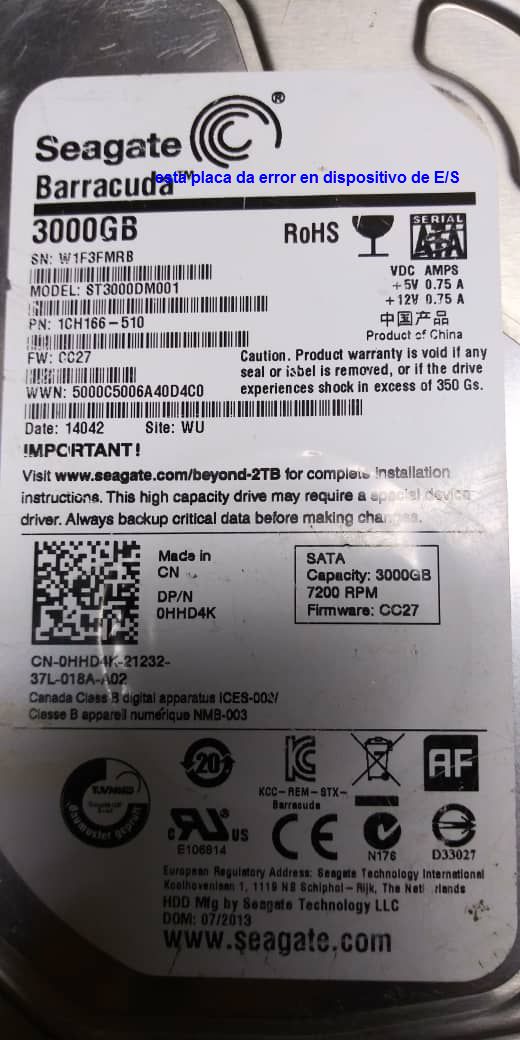 Seagate ®
Barracuda™
esta placa da error en dispositivo de E/S
3000GB
RoHS
SERIAL
ATA
SN: W1F3FMRB
MODEL: ST3000DM001
VDC AMPS
+5V 0.75 A
+12V 0.75 A
中国产品
Product of China
PN: 1CH166-510
FW: CC27
WWN: 5000C5006A40D4C0
Caution. Product warranty is void if any
seal or label is removed, or if the drive
experiences shock in excess of 350 Gs.
Date: 14042 Site: WU
IMPORTANT!
Visit www.seagate.com/beyond-2TB for complete installation
instructions. This high capacity drive may require a special device
driver. Always backup critical data before making changes.
Made in
CN
DP/N
0HHD4K
SATA
Capacity: 3000GB
7200 RPM
Firmware: CC27
CN-0HHD4K-21232-
37L-018A-A02
Canada Class B digital apparatus ICES-003/
Classe B appareil numérique NMB-003
20
KCC-REM-STX-
Barracuda
AF
baumuster geprüft
c US
E106814
CE
N176
D33027
European Regulatory Address: Seagate Technology International
Koolhovenlaan 1, 1119 NB Schiphol-Rijk, The Netherlands
HDD Mfg by Seagate Technology LLC
DOM: 07/2013
www.seagate.com